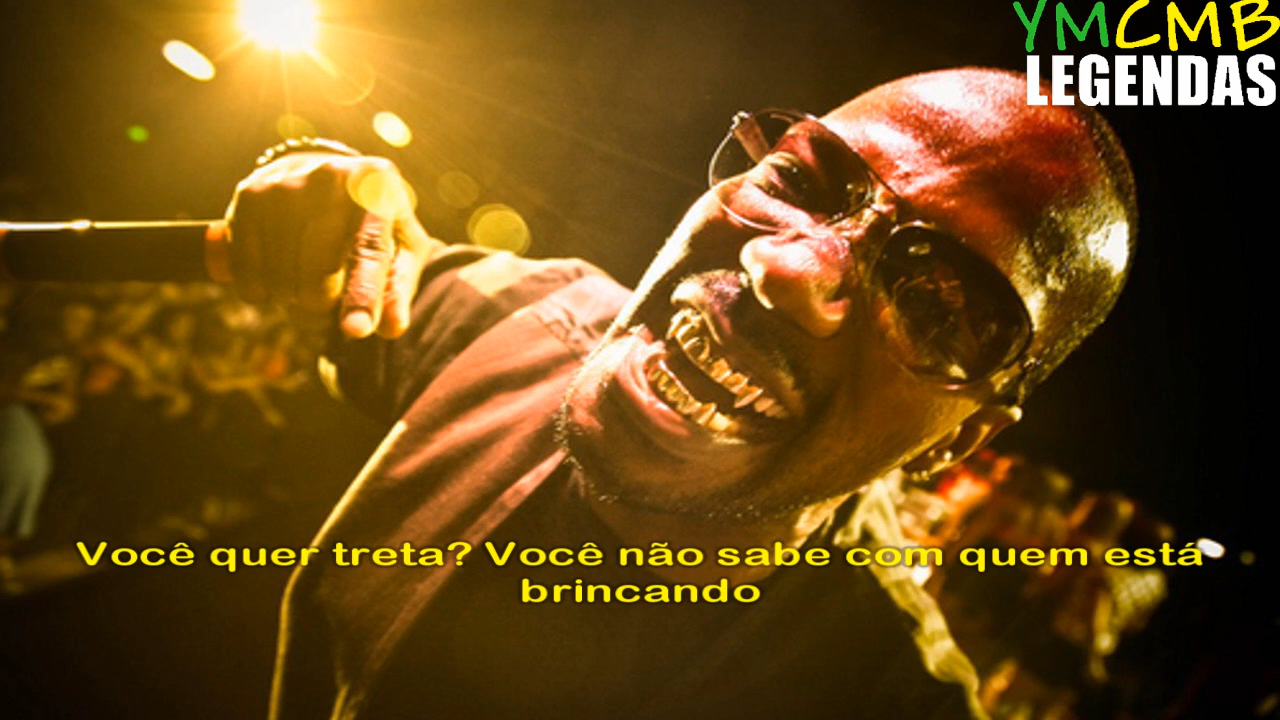 YMCMB
LEGENDAS
Você quer treta? Você não sabe com quem está
brincando